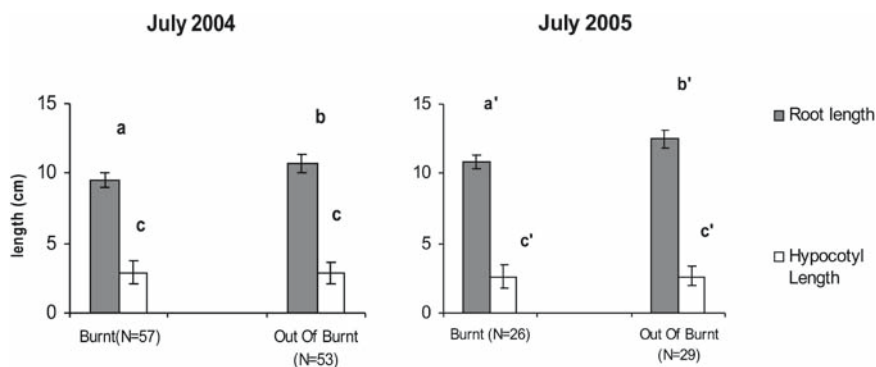 July 2004
length (cm)
15
10
5
0
a
c
b
c
Burnt(N=57)
Out Of Burnt
(N=53)
July 2005
15
10
5
0
a'
c'
b'
c'
Burnt (N=26)
Out Of Burnt
(N=29)
Root length
Hypocotyl
Length